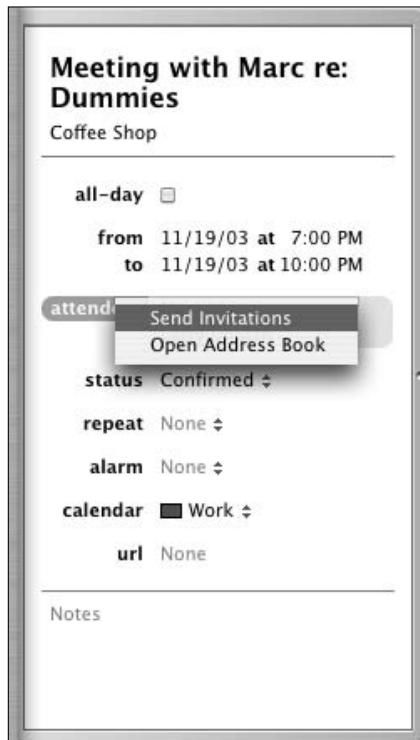 Meeting with Marc re:
Dummies
Coffee Shop
all-day
from 11/19/03 at 7:00 PM
to 11/19/03 at 10:00 PM
Send Invitations
Open Address Book
status Confirmed
repeat None
alarm None
calendar Work
url None
Notes